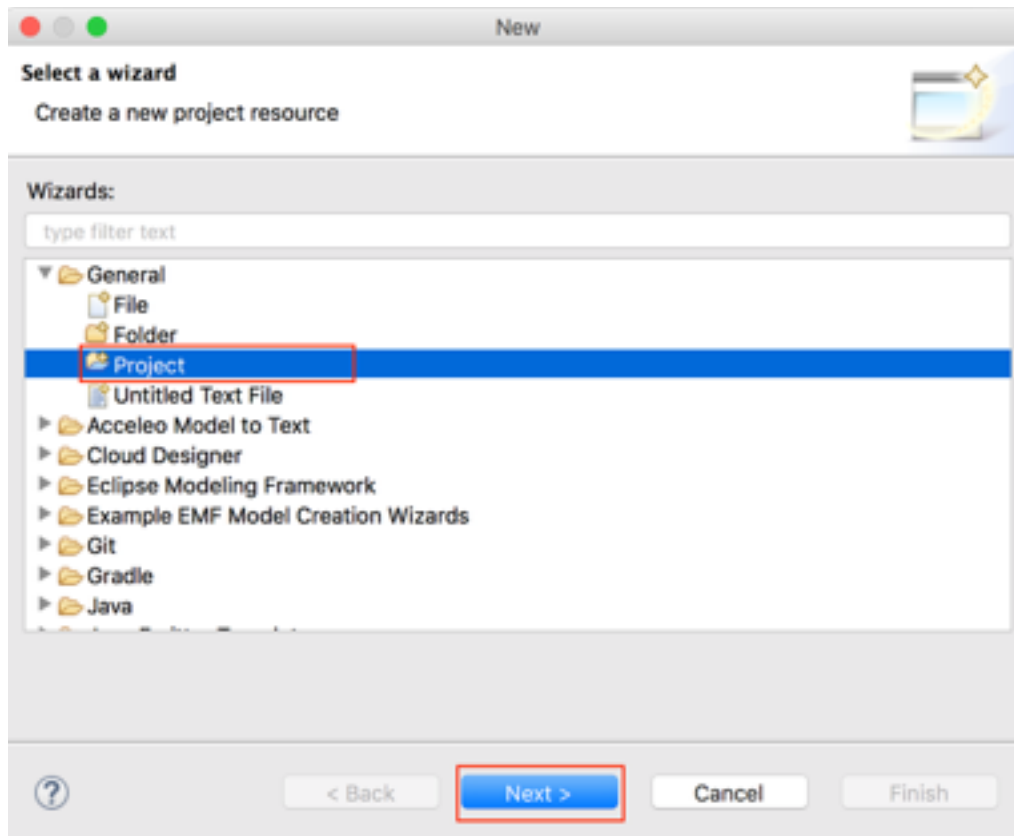 New
Select a wizard
Create a new project resource
Wizards:
type filter text
General
File
Folder
Project
Untitled Text File
Acceleo Model to Text
Cloud Designer
Eclipse Modeling Framework
Example EMF Model Creation Wizards
Git
Gradle
Java
? < Back Next > Cancel Finish